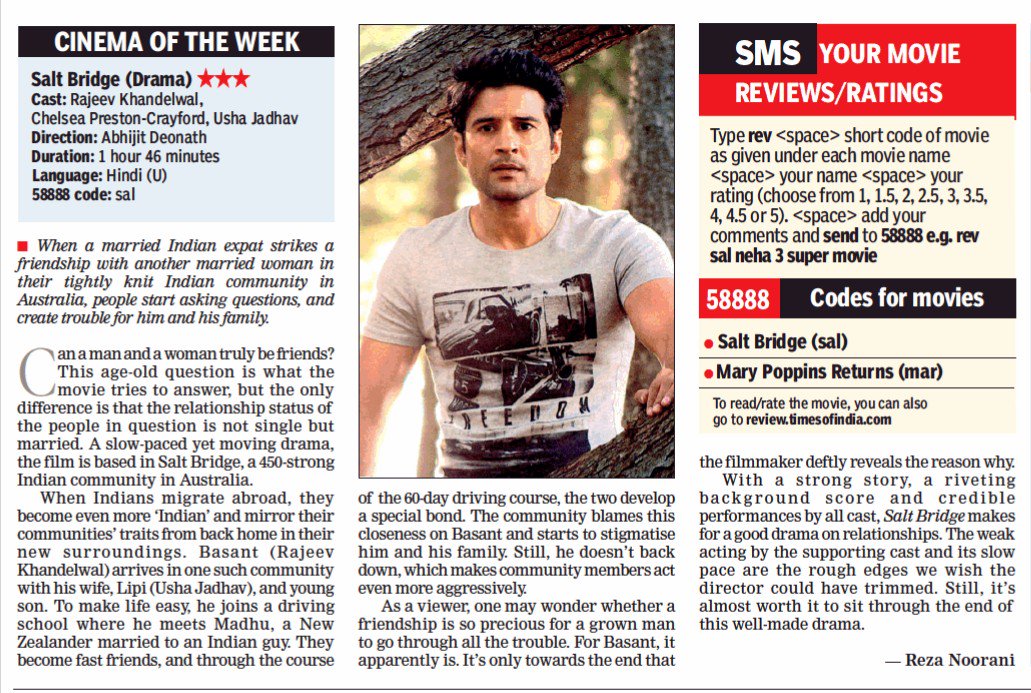 CINEMA OF THE WEEK
Salt Bridge (Drama) ★★★
Cast: Rajeev Khandelwal,
Chelsea Preston-Crayford, Usha Jadhav
Direction: Abhijit Deonath
Duration: 1 hour 46 minutes
Language: Hindi (U)
58888 code: sal
■ When a married Indian expat strikes a
friendship with another married woman in
their tightly knit Indian community in
Australia, people start asking questions, and
create trouble for him and his family.
Can a man and a woman truly be friends?
This age-old question is what the
movie tries to answer, but the only
difference is that the relationship status of
the people in question is not single but
married. A slow-paced yet moving drama,
the film is based in Salt Bridge, a 450-strong
Indian community in Australia.
When Indians migrate abroad, they
become even more ‘Indian’ and mirror their
communities’ traits from back home in their
new surroundings. Basant (Rajeev
Khandelwal) arrives in one such community
with his wife, Lipi (Usha Jadhav), and young
son. To make life easy, he joins a driving
school where he meets Madhu, a New
Zealander married to an Indian guy. They
become fast friends, and through the course
FREEDOM
of the 60-day driving course, the two develop
a special bond. The community blames this
closeness on Basant and starts to stigmatise
him and his family. Still, he doesn’t back
down, which makes community members act
even more aggressively.
As a viewer, one may wonder whether a
friendship is so precious for a grown man
to go through all the trouble. For Basant, it
apparently is. It’s only towards the end that
SMS YOUR MOVIE
REVIEWS/RATINGS
Type rev <space> short code of movie
as given under each movie name
<space> your name <space> your
rating (choose from 1, 1.5, 2, 2.5, 3, 3.5,
4, 4.5 or 5). <space> add your
comments and send to 58888 e.g. rev
sal neha 3 super movie
58888 Codes for movies
● Salt Bridge (sal)
● Mary Poppins Returns (mar)
To read/rate the movie, you can also
go to review.timesofindia.com
the filmmaker deftly reveals the reason why.
With a strong story, a riveting
background score and credible
performances by all cast, Salt Bridge makes
for a good drama on relationships. The weak
acting by the supporting cast and its slow
pace are the rough edges we wish the
director could have trimmed. Still, it’s
almost worth it to sit through the end of
this well-made drama.
— Reza Noorani